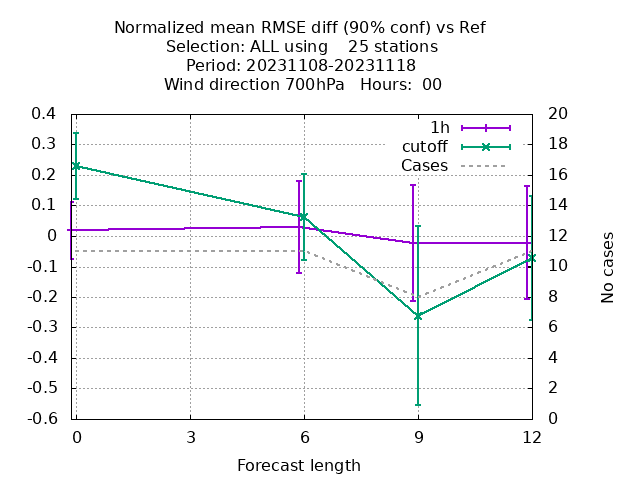 Normalized mean RMSE diff (90% conf) vs Ref
Selection: ALL using    25 stations
Period: 20231108-20231118
Wind direction 700hPa   Hours:  00
0.4
0.3
0.2
0.1
0
-0.1
-0.2
-0.3
-0.4
-0.5
-0.6
20
18
16
14
12
10
8
6
4
2
0
1h
cutoff
Cases
No cases
0 3 6 9 12
Forecast length